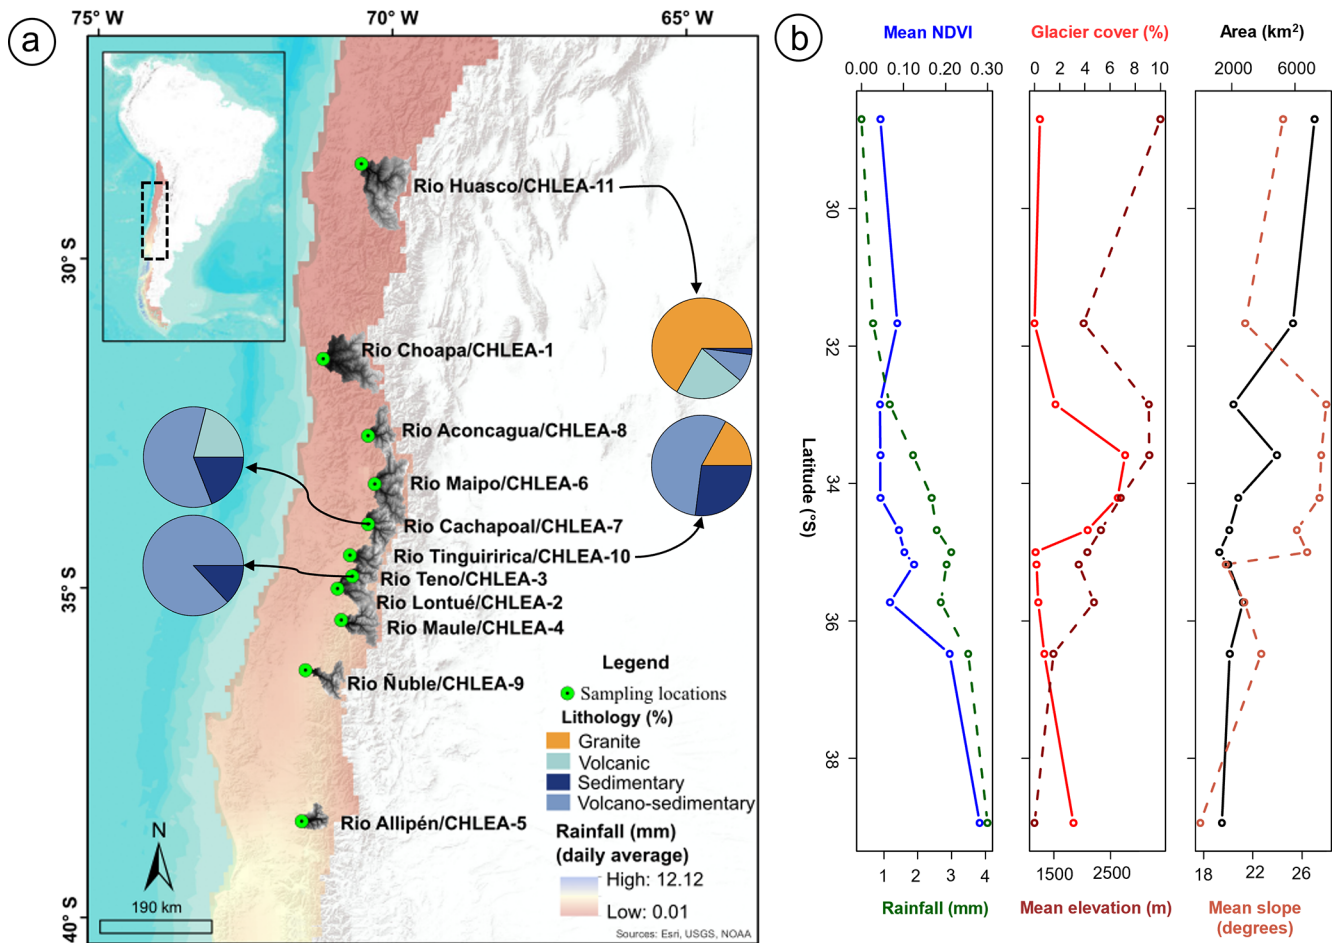 a
75° W
70° W
65° W
30° S
35° S
40° S
Rio Huasco/CHLEA-11
Rio Choapa/CHLEA-1
Rio Aconcagua/CHLEA-8
Rio Maipo/CHLEA-6
Rio Cachapoal/CHLEA-7
Rio Tinguiririca/CHLEA-10
Rio Teno/CHLEA-3
Rio Lontué/CHLEA-2
Rio Maule/CHLEA-4
Rio Ñuble/CHLEA-9
Rio Allipén/CHLEA-5
Legend
Sampling locations
Lithology (%)
Granite
Volcanic
Sedimentary
Volcano-sedimentary
Rainfall (mm)
(daily average)
High: 12.12
Low: 0.01
N
190 km
Sources: Esri, USGS, NOAA
b
Mean NDVI
0.00 0.10 0.20 0.30
Glacier cover (%)
0 2 4 6 8 10
Area (km²)
2000 6000
Latitude (°S)
30
32
34
36
38
1 2 3 4
Rainfall (mm)
1500 2500
Mean elevation (m)
18 22 26
Mean slope
(degrees)